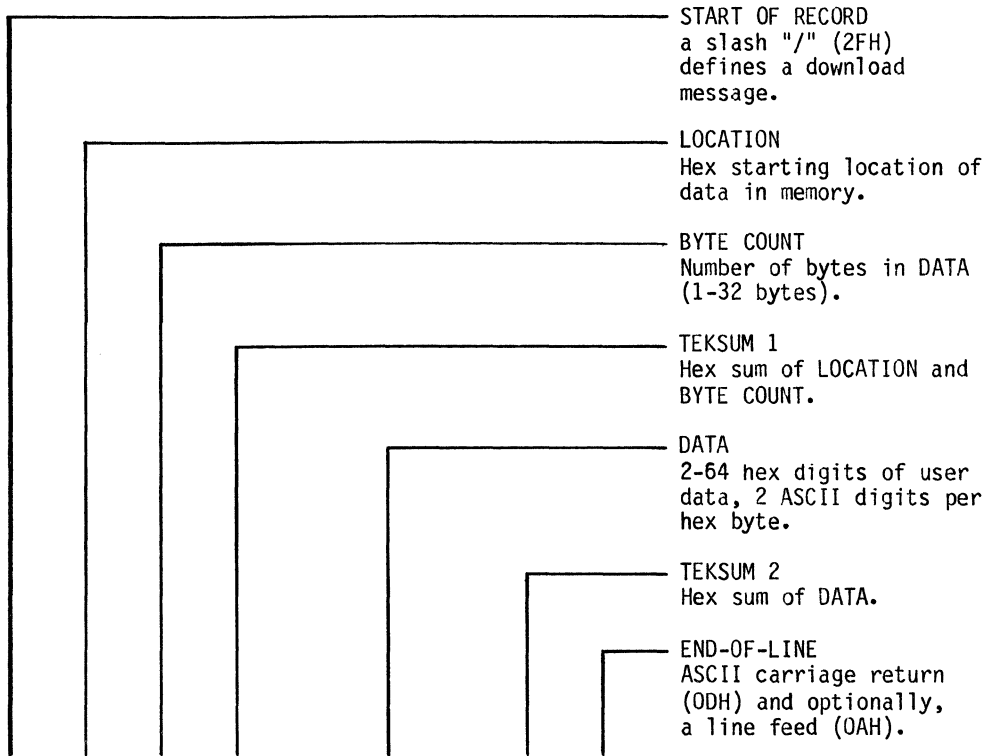 START OF RECORD
a slash "/" (2FH)
defines a download
message.
LOCATION
Hex starting location of
data in memory.
BYTE COUNT
Number of bytes in DATA
(1-32 bytes).
TEKSUM 1
Hex sum of LOCATION and
BYTE COUNT.
DATA
2-64 hex digits of user
data, 2 ASCII digits per
hex byte.
TEKSUM 2
Hex sum of DATA.
END-OF-LINE
ASCII carriage return
(0DH) and optionally,
a line feed (0AH).